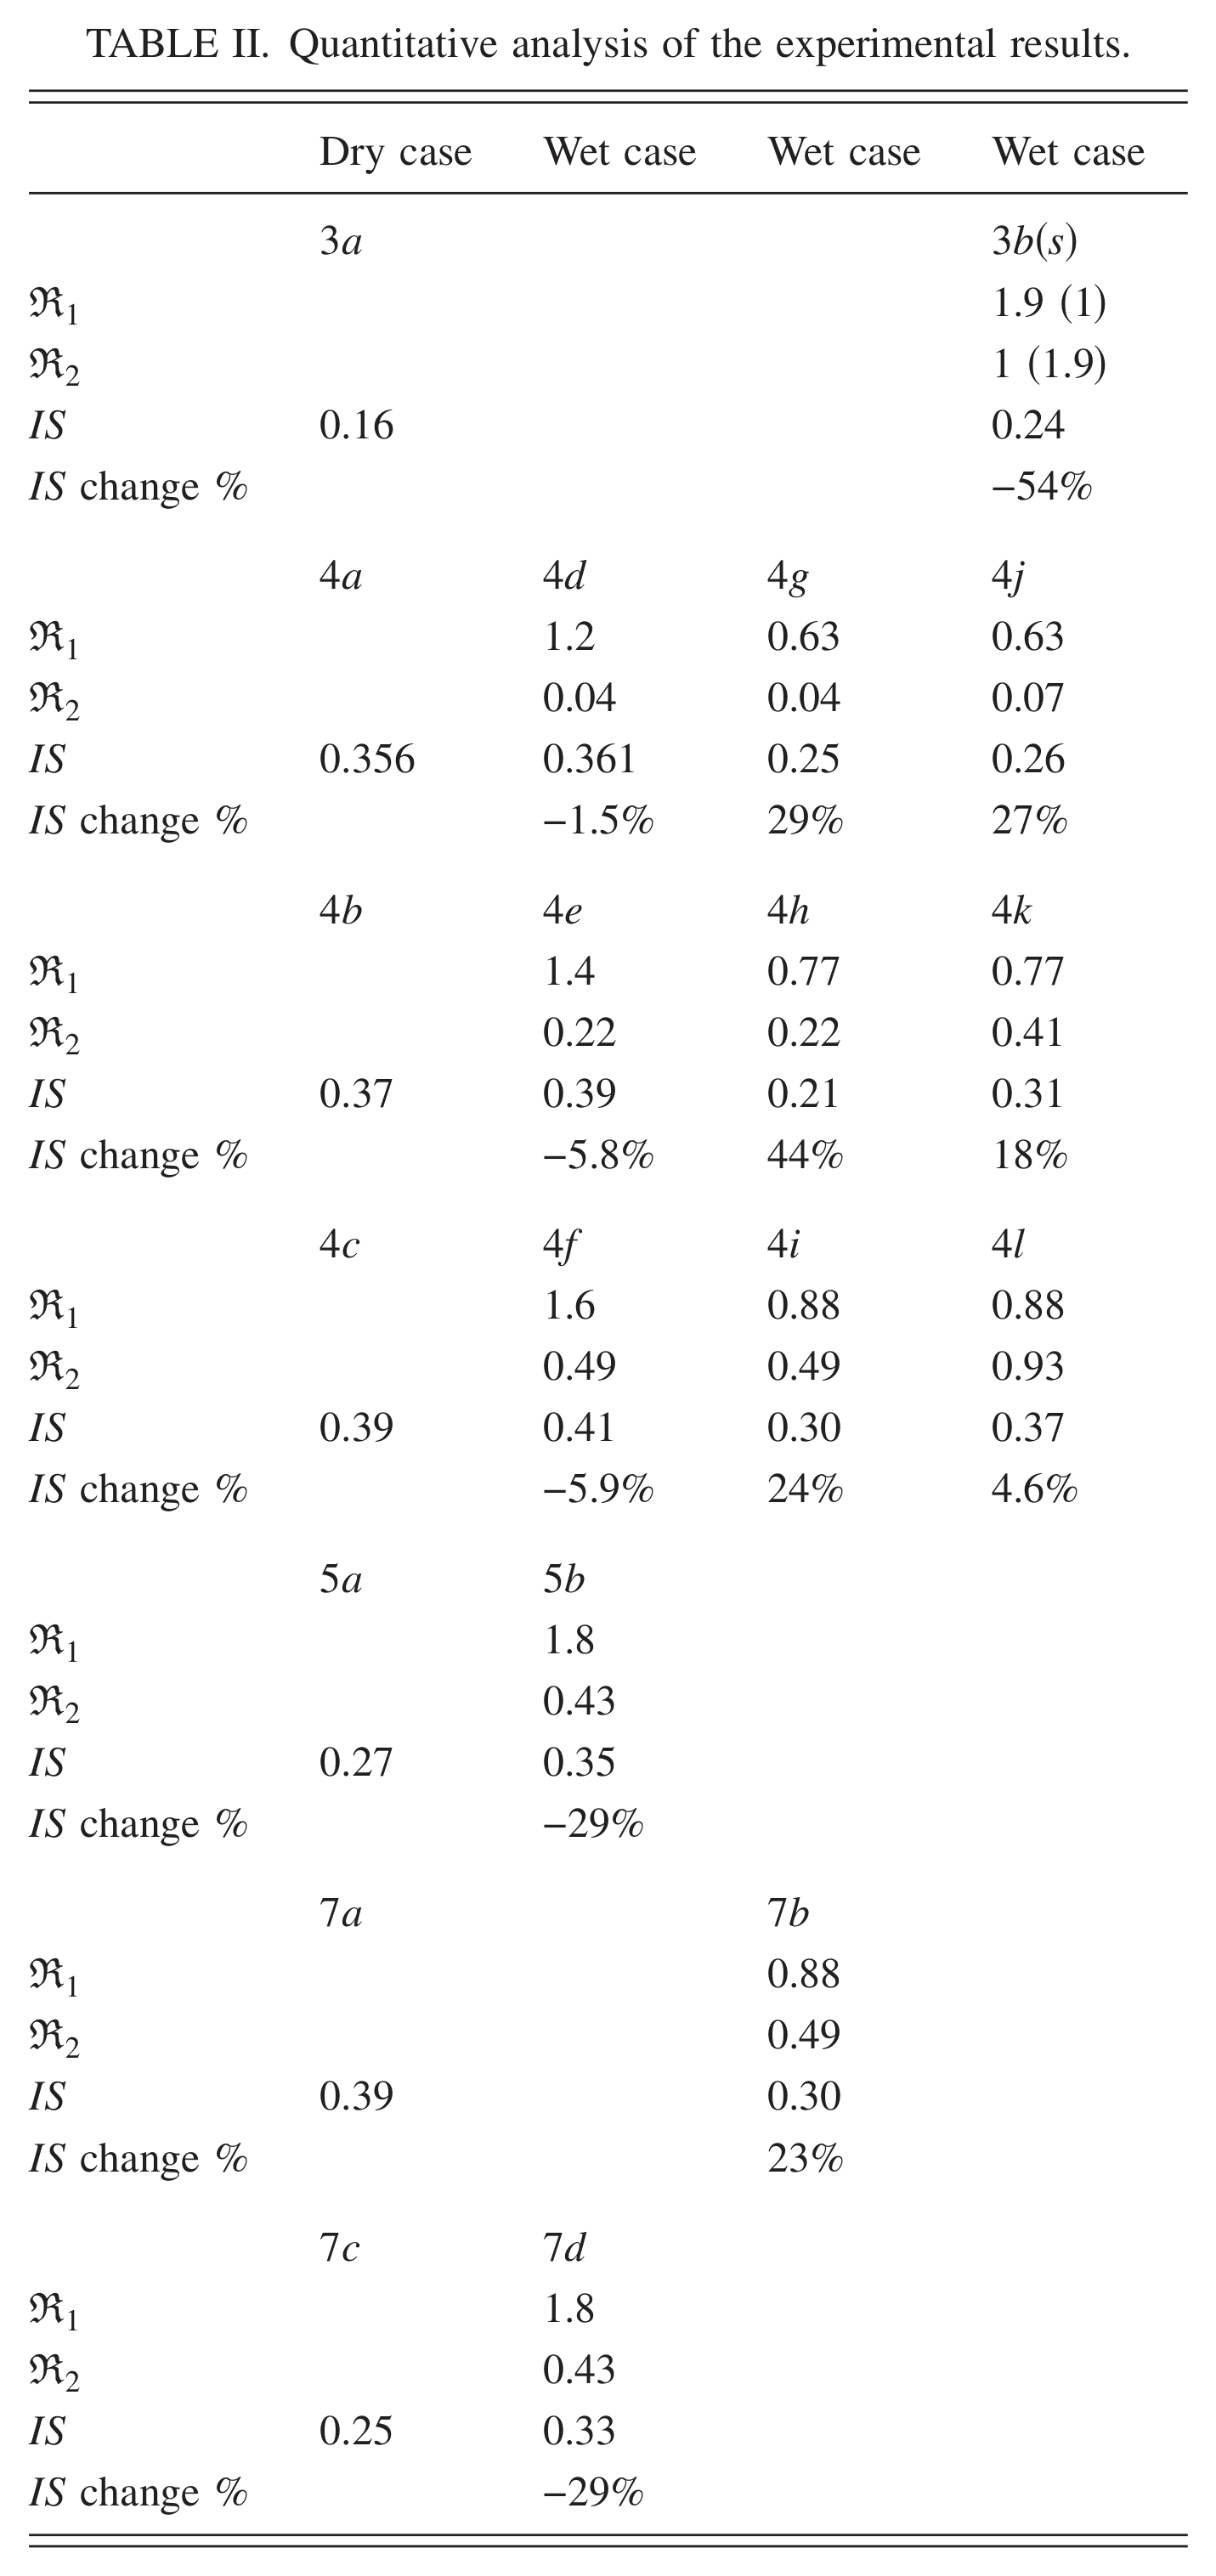 TABLE II. Quantitative analysis of the experimental results.
Dry case Wet case Wet case Wet case
3a 3b(s)
ℜ1 1.9 (1)
ℜ2 1 (1.9)
IS 0.16 0.24
IS change % −54%
4a 4d 4g 4j
ℜ1 1.2 0.63 0.63
ℜ2 0.04 0.04 0.07
IS 0.356 0.361 0.25 0.26
IS change % −1.5% 29% 27%
4b 4e 4h 4k
ℜ1 1.4 0.77 0.77
ℜ2 0.22 0.22 0.41
IS 0.37 0.39 0.21 0.31
IS change % −5.8% 44% 18%
4c 4f 4i 4l
ℜ1 1.6 0.88 0.88
ℜ2 0.49 0.49 0.93
IS 0.39 0.41 0.30 0.37
IS change % −5.9% 24% 4.6%
5a 5b
ℜ1 1.8
ℜ2 0.43
IS 0.27 0.35
IS change % −29%
7a 7b
ℜ1 0.88
ℜ2 0.49
IS 0.39 0.30
IS change % 23%
7c 7d
ℜ1 1.8
ℜ2 0.43
IS 0.25 0.33
IS change % −29%